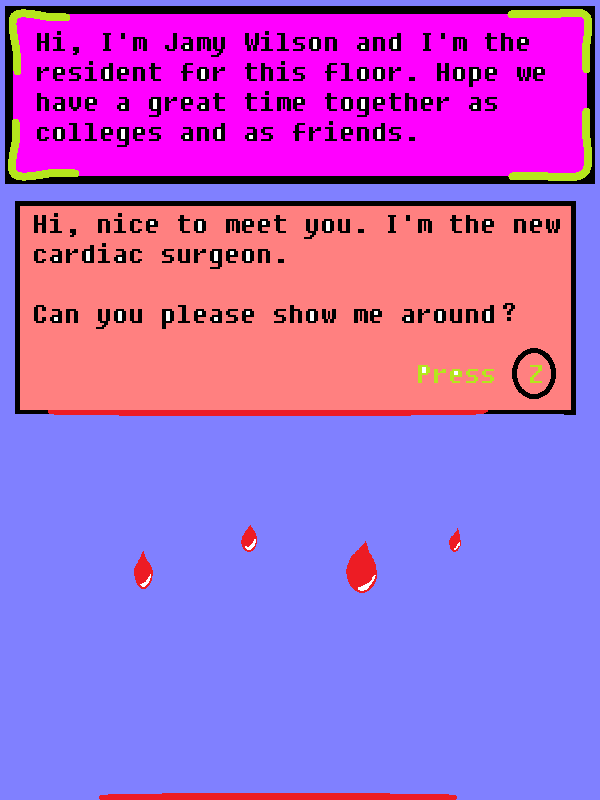 Hi, I'm Jamy Wilson and I'm the
resident for this floor. Hope we
have a great time together as
colleges and as friends.
Hi, nice to meet you. I'm the new
cardiac surgeon.
Can you please show me around?
Press Z